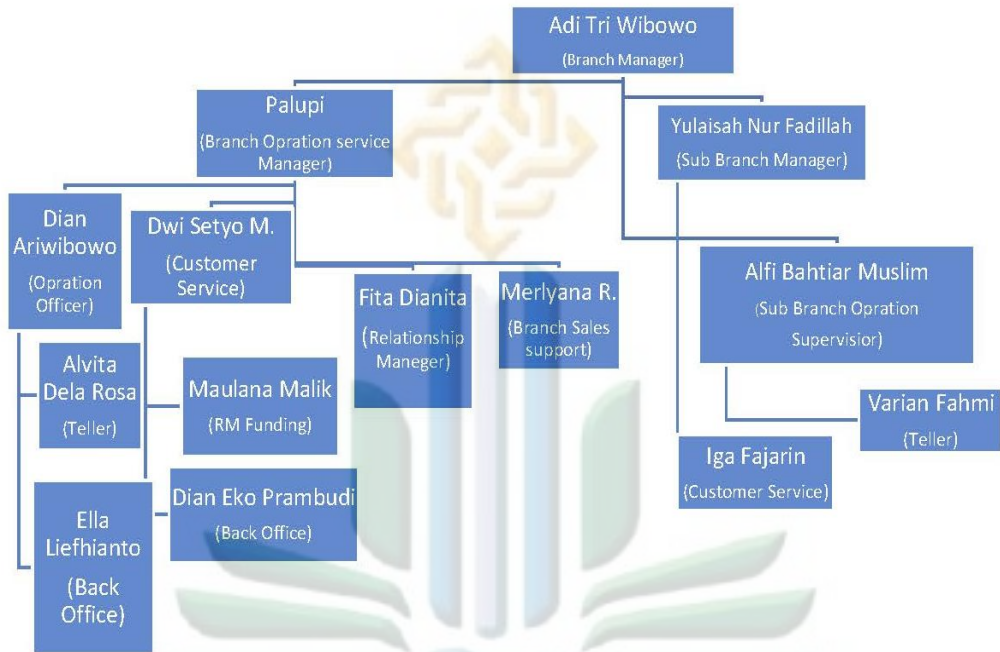 Adi Tri Wibowo
(Branch Manager)
Palupi
(Branch Opration service
Manager)
Yulaisah Nur Fadillah
(Sub Branch Manager)
Dian
Ariwibowo
(Opration
Officer)
Dwi Setyo M.
(Customer
Service)
Fita Dianita
(Relationship
Maneger)
Merlyana R.
(Branch Sales
support)
Alfi Bahtiar Muslim
(Sub Branch Opration
Supervisior)
Alvita
Dela Rosa
(Teller)
Maulana Malik
(RM Funding)
Varian Fahmi
(Teller)
Iga Fajarin
(Customer Service)
Ella
Liefhianto
(Back
Office)
Dian Eko Prambudi
(Back Office)